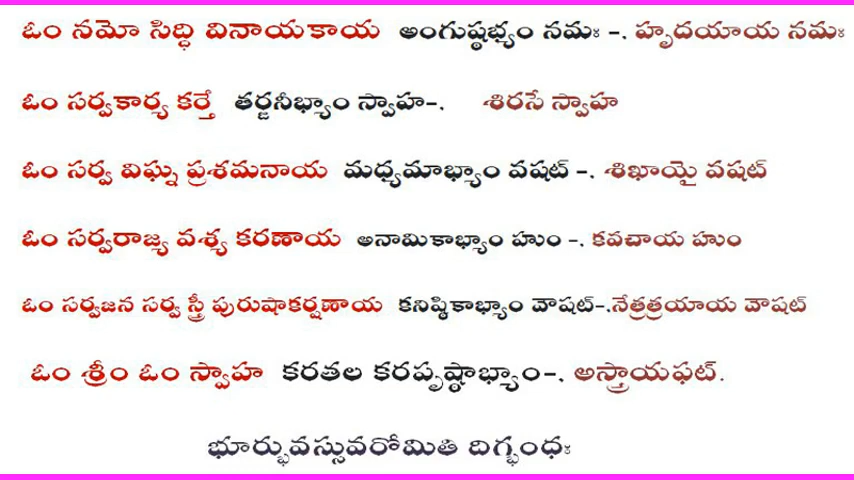 ఓం నమో సిద్ధి వినాయకాయ అంగుష్ఠభ్యం నమః -. హృదయాయ నమః
ఓం సర్వకార్య కర్తే తర్జనీభ్యాం స్వాహ-. శిరసే స్వాహ
ఓం సర్వ విఘ్న ప్రశమనాయ మధ్యమాభ్యాం వషట్ -. శిఖాయై వషట్
ఓం సర్వరాజ్య వశ్య కరణాయ అనామికాభ్యాం హుం -. కవచాయ హుం
ఓం సర్వజన సర్వ స్త్రీ పురుషాకర్షణాయ కనిష్ఠికాభ్యాం వౌషట్-.నేత్రత్రయాయ వౌషట్
ఓం శ్రీం ఓం స్వాహ కరతల కరపృష్ఠాభ్యాం-. అస్త్రాయఫట్.
భూర్భువస్సువరోమితి దిగ్భంధః